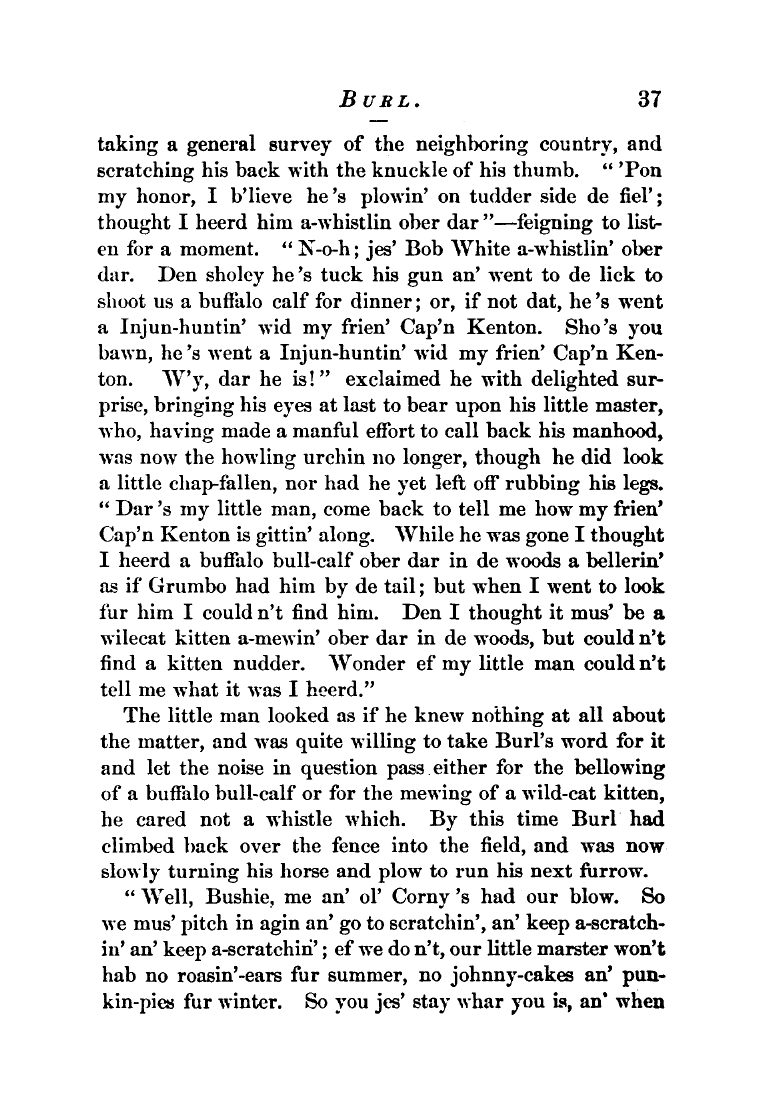 BURL. 37
taking a general survey of the neighboring country, and
scratching his back with the knuckle of his thumb. “ 'Pon
my honor, I b'lieve he's plowin' on tudder side de fiel';
thought I heerd him a-whistlin ober dar”—feigning to list-
en for a moment. “N-o-h; jes' Bob White a-whistlin' ober
dar. Den sholey he's tuck his gun an' went to de lick to
shoot us a buffalo calf for dinner; or, if not dat, he's went
a Injun-huntin' wid my frien' Cap'n Kenton. Sho's you
bawn, he's went a Injun-huntin' wid my frien' Cap'n Ken-
ton. W'y, dar he is!” exclaimed he with delighted sur-
prise, bringing his eyes at last to bear upon his little master,
who, having made a manful effort to call back his manhood,
was now the howling urchin no longer, though he did look
a little chap-fallen, nor had he yet left off rubbing his legs.
“Dar's my little man, come back to tell me how my frien'
Cap'n Kenton is gittin' along. While he was gone I thought
I heerd a buffalo bull-calf ober dar in de woods a bellerin'
as if Grumbo had him by de tail; but when I went to look
fur him I couldn't find him. Den I thought it mus' be a
wilecat kitten a-mewin' ober dar in de woods, but couldn't
find a kitten nudder. Wonder ef my little man couldn't
tell me what it was I heerd.”
The little man looked as if he knew nothing at all about
the matter, and was quite willing to take Burl's word for it
and let the noise in question pass either for the bellowing
of a buffalo bull-calf or for the mewing of a wild-cat kitten,
he cared not a whistle which. By this time Burl had
climbed back over the fence into the field, and was now
slowly turning his horse and plow to run his next furrow.
“Well, Bushie, me an' ol' Corny's had our blow. So
we mus' pitch in agin an' go to scratchin', an' keep a-scratch-
in' an' keep a-scratchin'; ef we don't, our little marster won't
hab no roasin'-ears fur summer, no johnny-cakes an' pun-
kin-pies fur winter. So you jes' stay whar you is, an' when